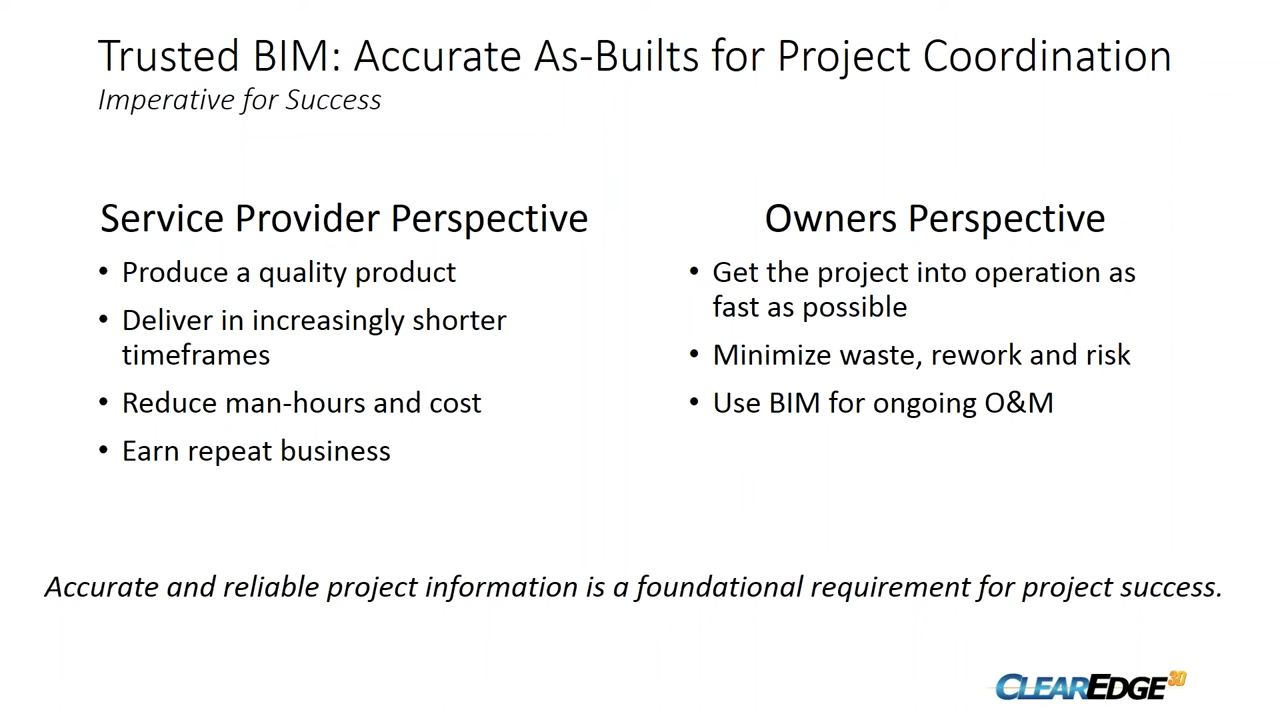 Trusted BIM: Accurate As-Builts for Project Coordination
Imperative for Success
Service Provider Perspective
• Produce a quality product
• Deliver in increasingly shorter
timeframes
• Reduce man-hours and cost
• Earn repeat business
Owners Perspective
• Get the project into operation as
fast as possible
• Minimize waste, rework and risk
• Use BIM for ongoing O&M
Accurate and reliable project information is a foundational requirement for project success.
CLEAREDGE3D